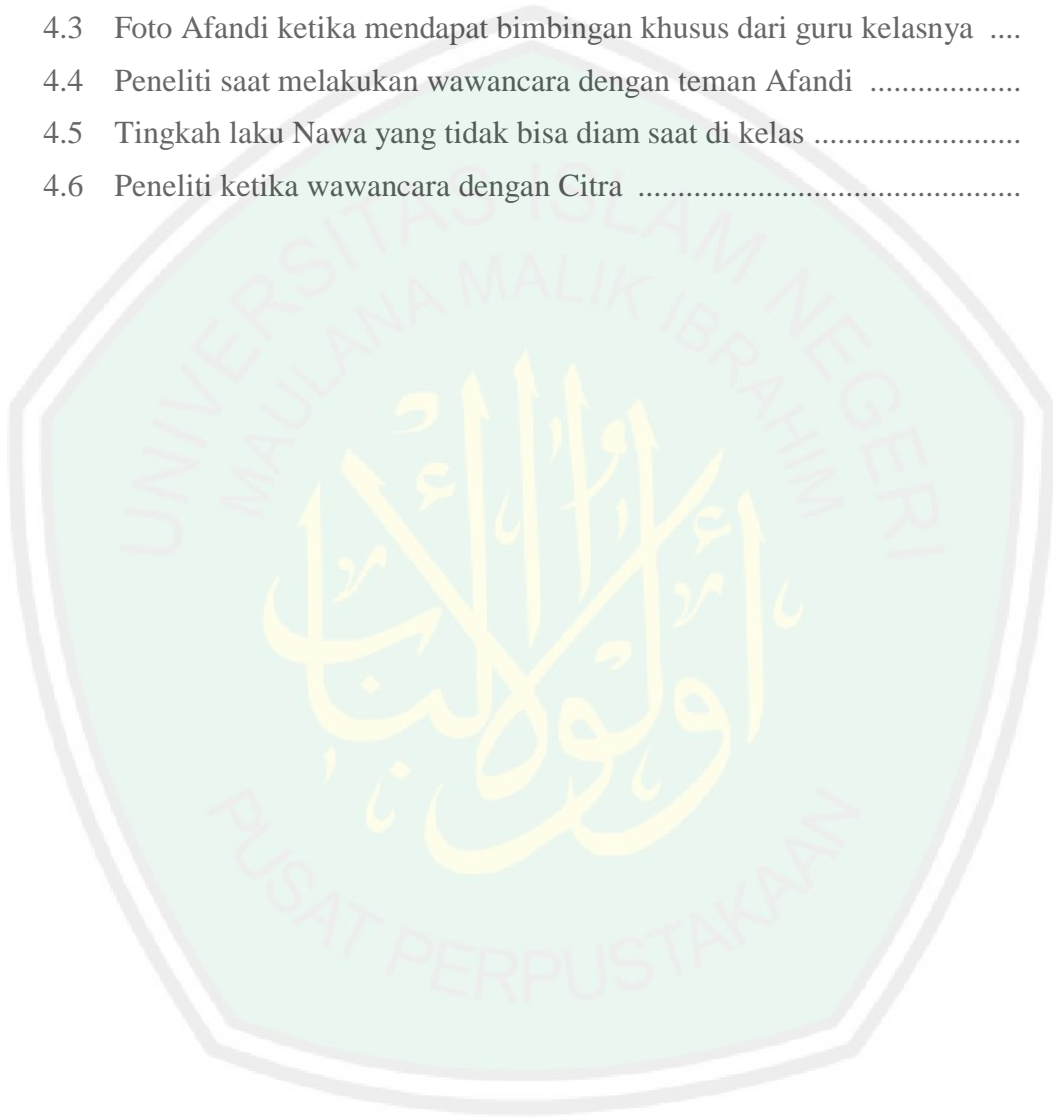 4.3 Foto Afandi ketika mendapat bimbingan khusus dari guru kelasnya ....
4.4 Peneliti saat melakukan wawancara dengan teman Afandi ...................
4.5 Tingkah laku Nawa yang tidak bisa diam saat di kelas ..........................
4.6 Peneliti ketika wawancara dengan Citra .................................................
UNIVERSITAS ISLAM NEGERI
MAULANA MALIK IBRAHIM
أولوا الألباب
PUSAT PERPUSTAKAAN